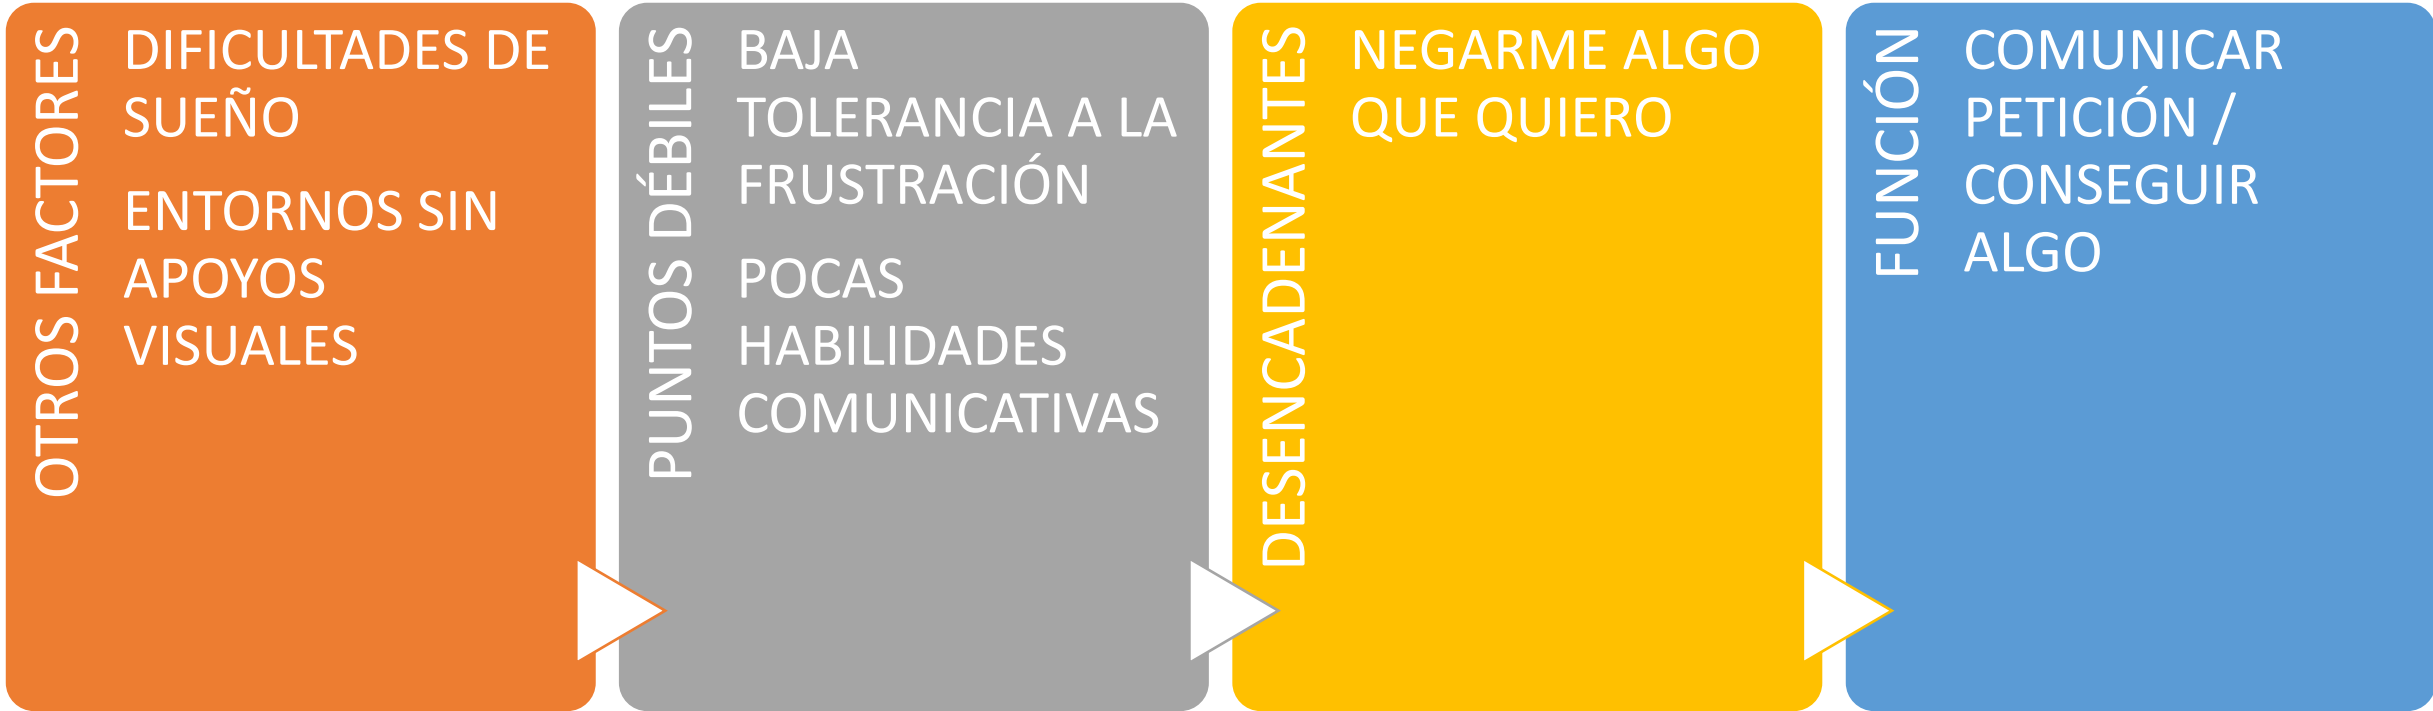 OTROS FACTORES
DIFICULTADES DE
SUEÑO
ENTORNOS SIN
APOYOS
VISUALES
PUNTOS DÉBILES
BAJA
TOLERANCIA A LA
FRUSTRACIÓN
POCAS
HABILIDADES
COMUNICATIVAS
DESENCADENANTES
NEGARME ALGO
QUE QUIERO
FUNCIÓN
COMUNICAR
PETICIÓN /
CONSEGUIR
ALGO